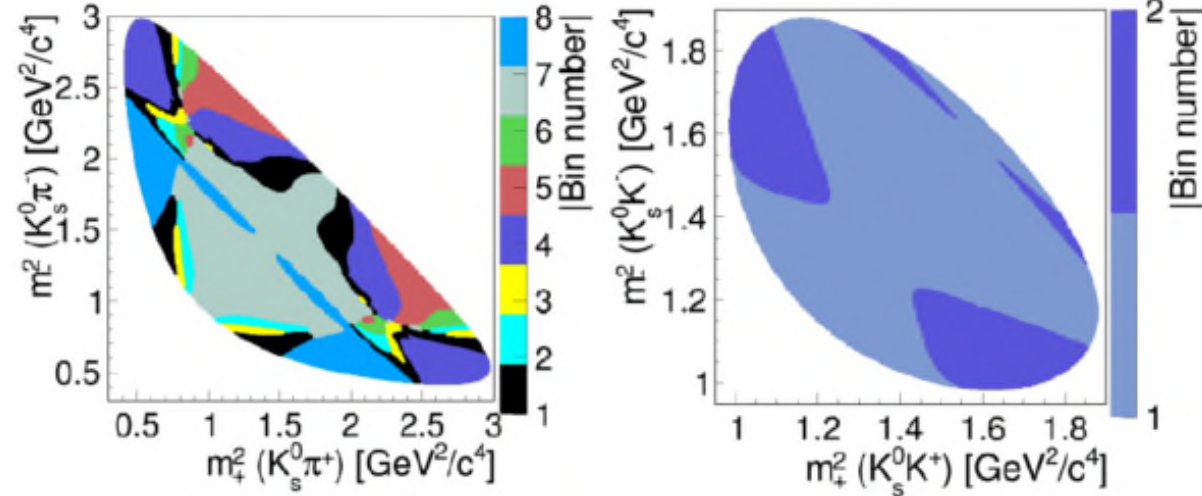 m²₋ (K⁰ₛπ⁻) [GeV²/c⁴]
3
2.5
2
1.5
1
0.5
0.5 1 1.5 2 2.5 3
m²₊ (K⁰ₛπ⁺) [GeV²/c⁴]
8
7
6
5
4
3
2
1
|Bin number|
m²₋ (K⁰ₛK⁻) [GeV²/c⁴]
1.8
1.6
1.4
1.2
1
1 1.2 1.4 1.6 1.8
m²₊ (K⁰ₛK⁺) [GeV²/c⁴]
2
1
|Bin number|